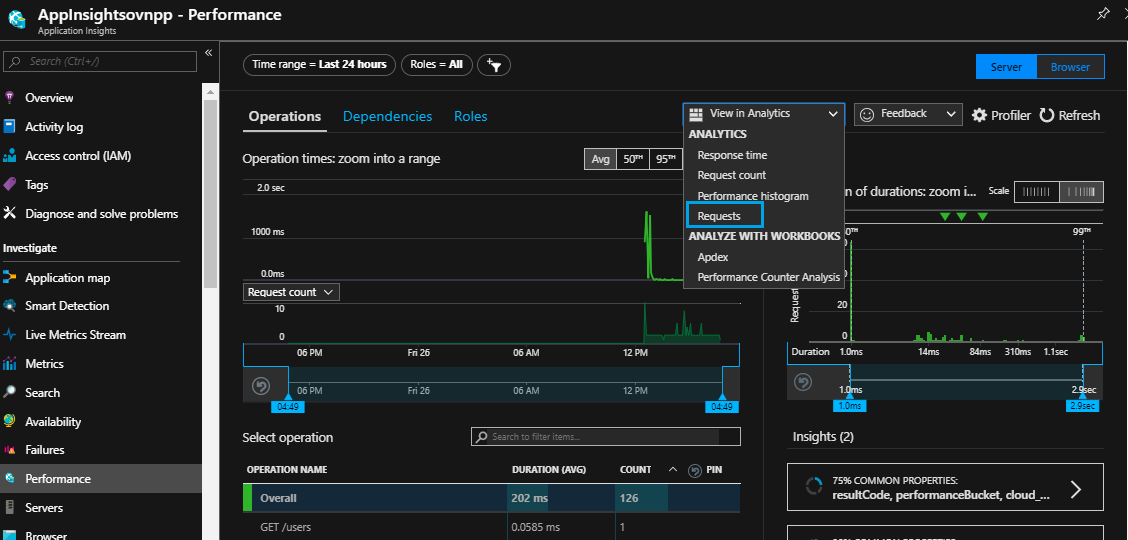 AppInsightsovnpp - Performance
Application Insights
Search (Ctrl+/)
Overview
Activity log
Access control (IAM)
Tags
Diagnose and solve problems
Investigate
Application map
Smart Detection
Live Metrics Stream
Metrics
Search
Availability
Failures
Performance
Servers
Browser
Time range = Last 24 hours
Roles = All
Server
Browser
Operations
Dependencies
Roles
View in Analytics
Feedback
Profiler
Refresh
ANALYTICS
Response time
Request count
Performance histogram
Requests
ANALYZE WITH WORKBOOKS
Apdex
Performance Counter Analysis
Operation times: zoom into a range
Avg
50TH
95TH
2.0 sec
1000 ms
0.0ms
Request count
10
0
06 PM
Fri 26
06 AM
12 PM
06 PM
Fri 26
06 AM
12 PM
04:49
04:49
n of durations: zoom i...
Scale
99TH
20
0
Duration
1.0ms
14ms
84ms
310ms
1.1sec
1.0ms
2.9sec
1.0ms
2.9sec
Select operation
Search to filter items...
OPERATION NAME
DURATION (AVG)
COUNT
PIN
Overall
202 ms
126
GET /users
0.0585 ms
1
Insights (2)
75% COMMON PROPERTIES:
resultCode, performanceBucket, cloud_...